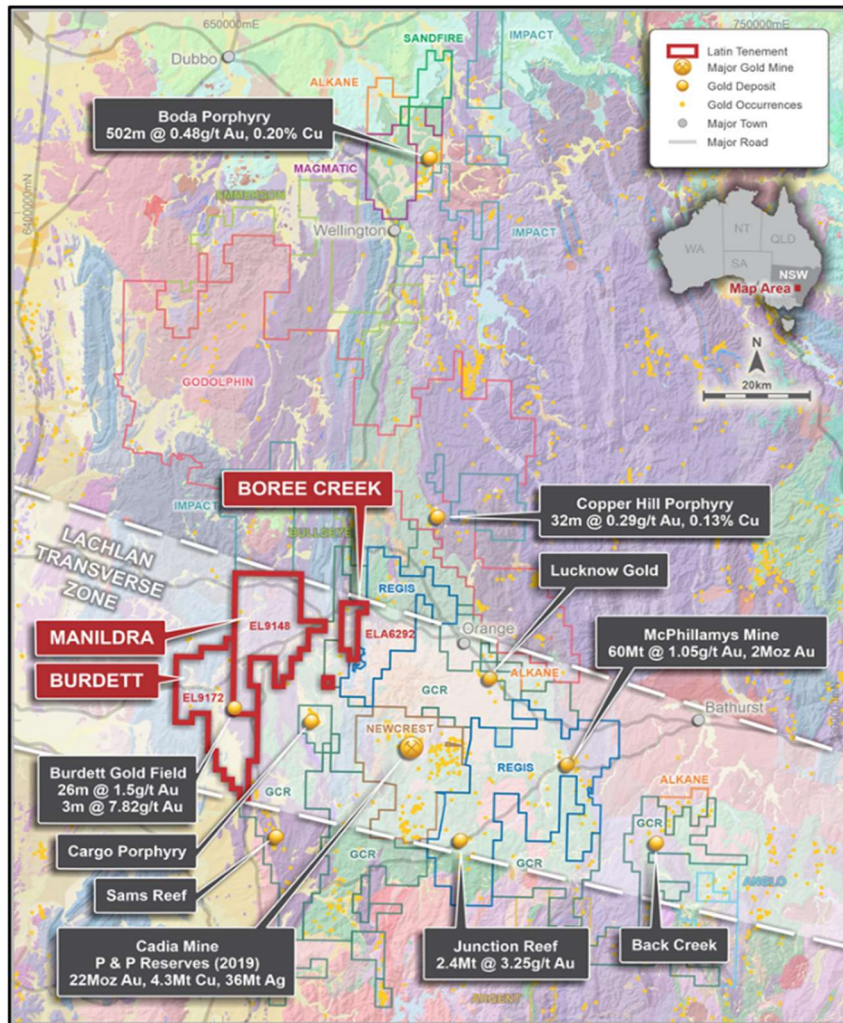 650000mE
750000mE
6400000mN
Dubbo
SANDFIRE
IMPACT
ALKANE
Latin Tenement
Major Gold Mine
Gold Deposit
Gold Occurrences
Major Town
Major Road
Boda Porphyry
502m @ 0.48g/t Au, 0.20% Cu
MAGMATIC
EMMERSON
Wellington
IMPACT
WA
NT
QLD
SA
NSW
Map Area
N
20km
GODOLPHIN
IMPACT
BOREE CREEK
BULLSEYE
Copper Hill Porphyry
32m @ 0.29g/t Au, 0.13% Cu
LACHLAN
TRANSVERSE
ZONE
REGIS
Lucknow Gold
EL9148
ELA6292
Orange
MANILDRA
McPhillamys Mine
60Mt @ 1.05g/t Au, 2Moz Au
BURDETT
EL9172
GCR
ALKANE
Bathurst
NEWCREST
REGIS
Burdett Gold Field
26m @ 1.5g/t Au
3m @ 7.82g/t Au
GCR
ALKANE
GCR
Cargo Porphyry
GCR
GCR
ANGLO
Sams Reef
Cadia Mine
P & P Reserves (2019)
22Moz Au, 4.3Mt Cu, 36Mt Ag
Junction Reef
2.4Mt @ 3.25g/t Au
Back Creek
ARGENT